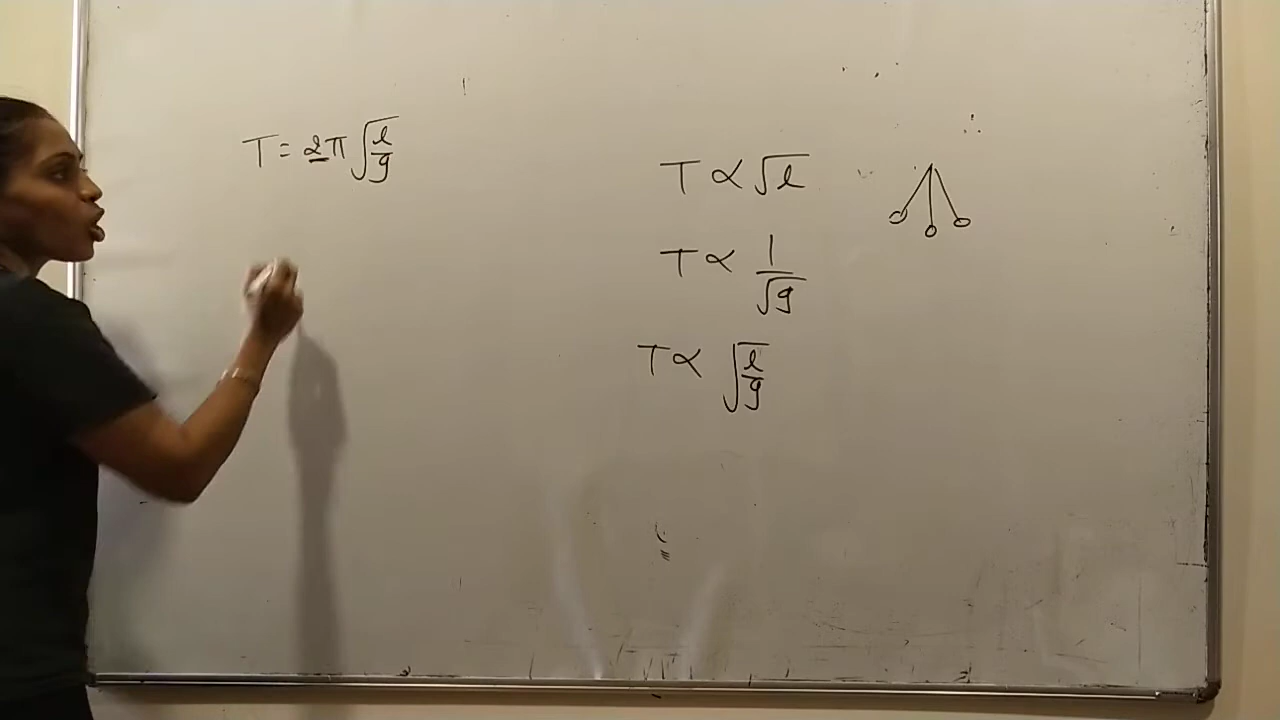 T = 2π √(l/g)
T ∝ √l
T ∝ 1/√g
T ∝ √(l/g)